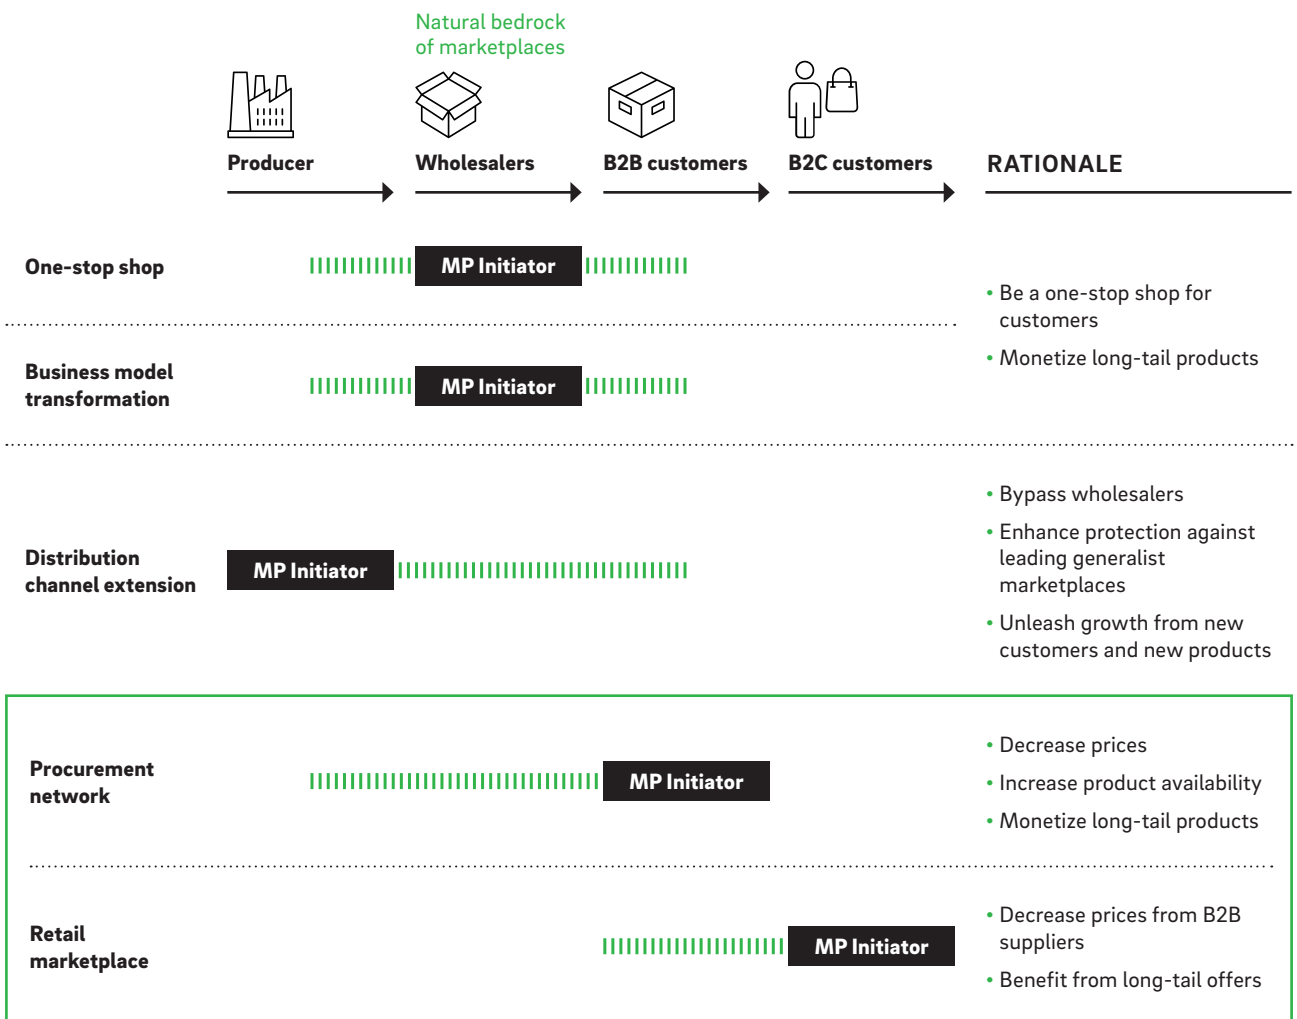 Natural bedrock
of marketplaces
Producer
Wholesalers
B2B customers
B2C customers
RATIONALE
One-stop shop
MP Initiator
• Be a one-stop shop for
customers
• Monetize long-tail products
Business model
transformation
MP Initiator
Distribution
channel extension
MP Initiator
• Bypass wholesalers
• Enhance protection against
leading generalist
marketplaces
• Unleash growth from new
customers and new products
Procurement
network
MP Initiator
• Decrease prices
• Increase product availability
• Monetize long-tail products
Retail
marketplace
MP Initiator
• Decrease prices from B2B
suppliers
• Benefit from long-tail offers